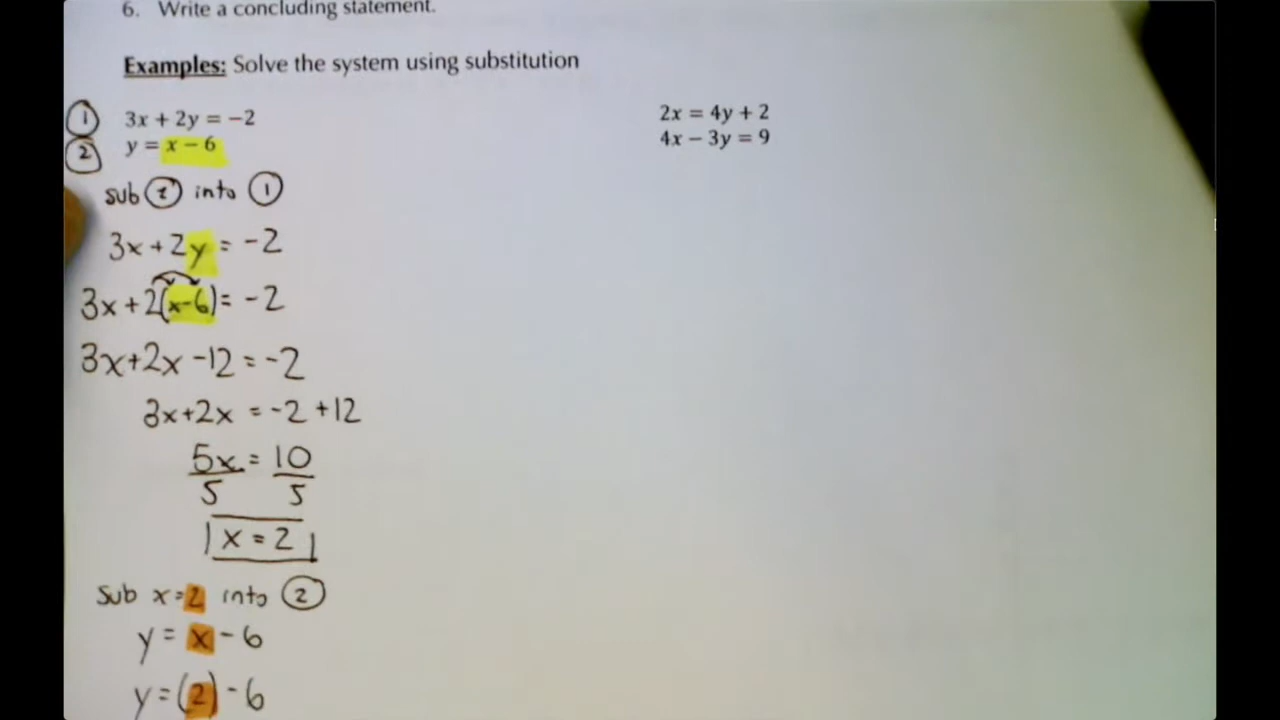 6. Write a concluding statement.
Examples: Solve the system using substitution
① 3x + 2y = −2
② y = x − 6
sub ② into ①
3x + 2y = -2
3x + 2(x-6) = -2
3x+2x -12 = -2
3x+2x = -2 +12
5x = 10
5 5
x = 2
Sub x=2 into ②
y = x - 6
y = (2) - 6
2x = 4y + 2
4x − 3y = 9